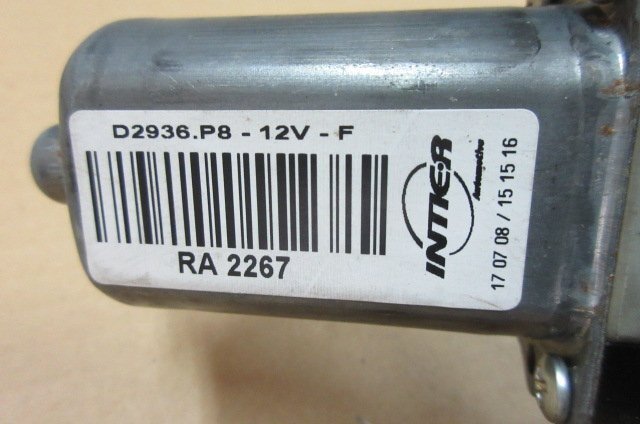 D2936.P8 - 12V - F
RA 2267
INTIER
Automotive
17 07 08 / 15 15 16